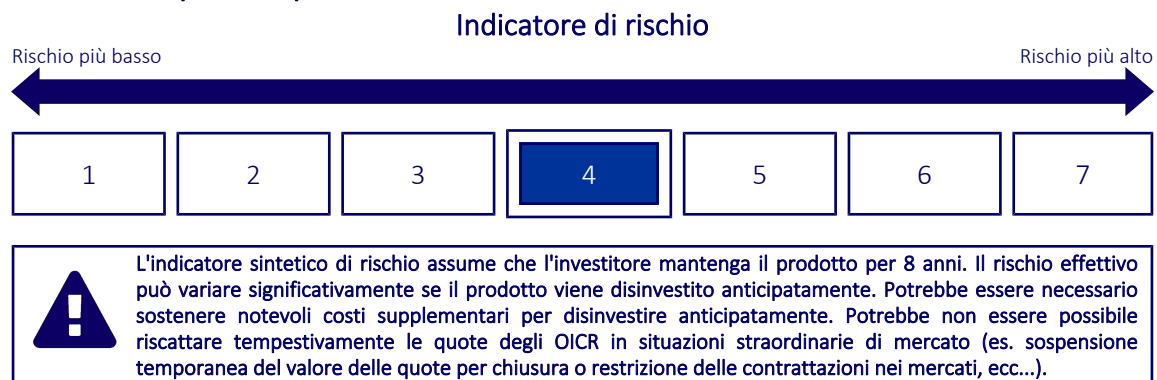 Indicatore di rischio
Rischio più basso
Rischio più alto
1
2
3
4
5
6
7
L'indicatore sintetico di rischio assume che l'investitore mantenga il prodotto per 8 anni. Il rischio effettivo
può variare significativamente se il prodotto viene disinvestito anticipatamente. Potrebbe essere necessario
sostenere notevoli costi supplementari per disinvestire anticipatamente. Potrebbe non essere possibile
riscattare tempestivamente le quote degli OICR in situazioni straordinarie di mercato (es. sospensione
temporanea del valore delle quote per chiusura o restrizione delle contrattazioni nei mercati, ecc...).